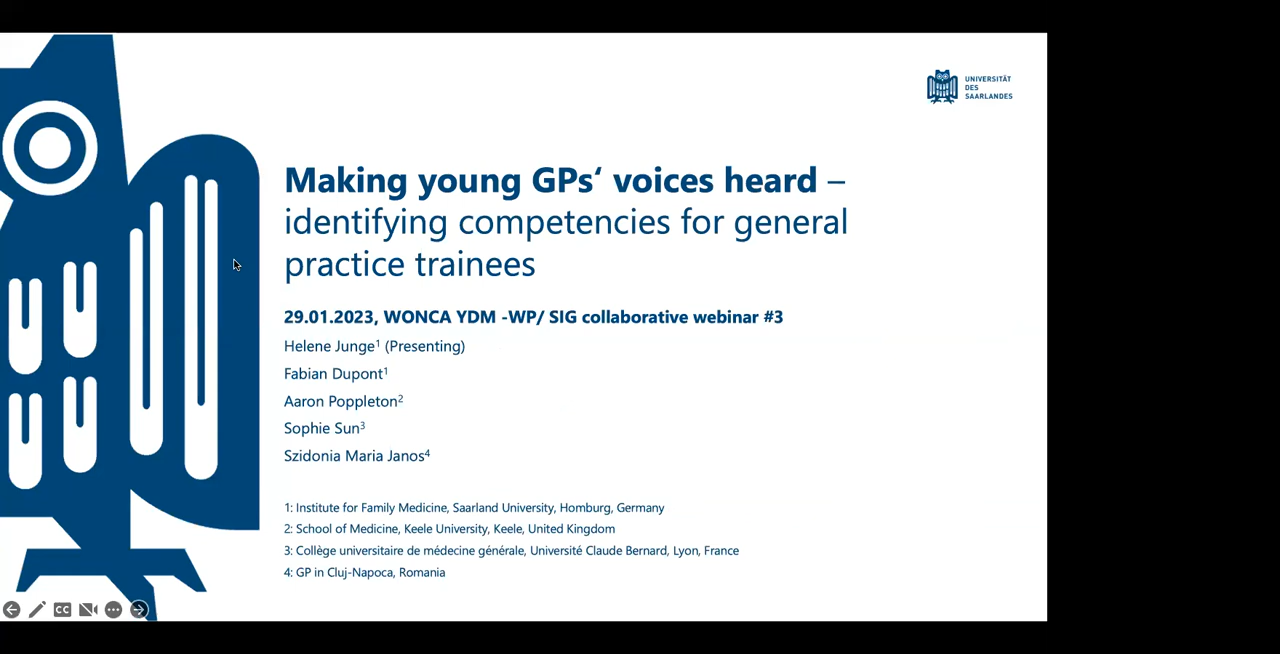 UNIVERSITÄT
DES
SAARLANDES
Making young GPs‘ voices heard –
identifying competencies for general
practice trainees
29.01.2023, WONCA YDM -WP/ SIG collaborative webinar #3
Helene Junge¹ (Presenting)
Fabian Dupont¹
Aaron Poppleton²
Sophie Sun³
Szidonia Maria Janos⁴
1: Institute for Family Medicine, Saarland University, Homburg, Germany
2: School of Medicine, Keele University, Keele, United Kingdom
3: Collège universitaire de médecine générale, Université Claude Bernard, Lyon, France
4: GP in Cluj-Napoca, Romania
CC